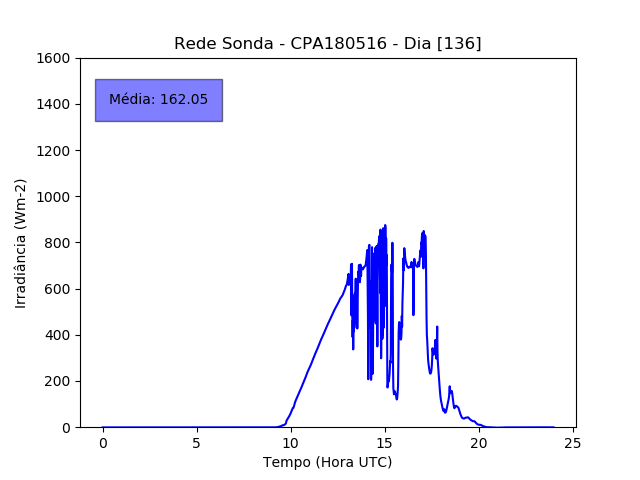 Rede Sonda - CPA180516 - Dia [136]
1600
1400
1200
1000
800
600
400
200
0
Irradiância (Wm-2)
Média: 162.05
0 5 10 15 20 25
Tempo (Hora UTC)